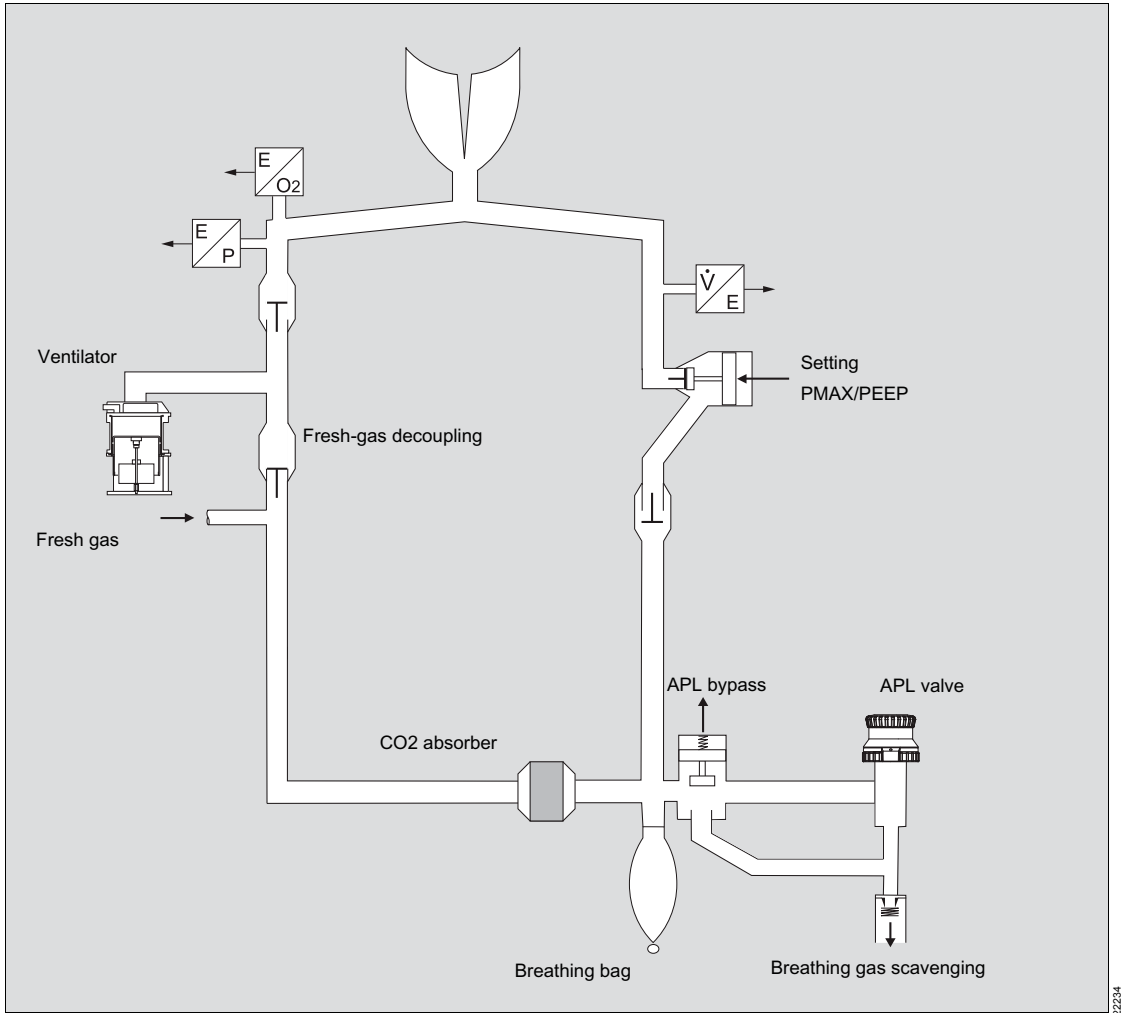 E
O2
E
P
V̇
E
Ventilator
Setting
PMAX/PEEP
Fresh-gas decoupling
Fresh gas
APL bypass
APL valve
CO2 absorber
Breathing bag
Breathing gas scavenging
22234